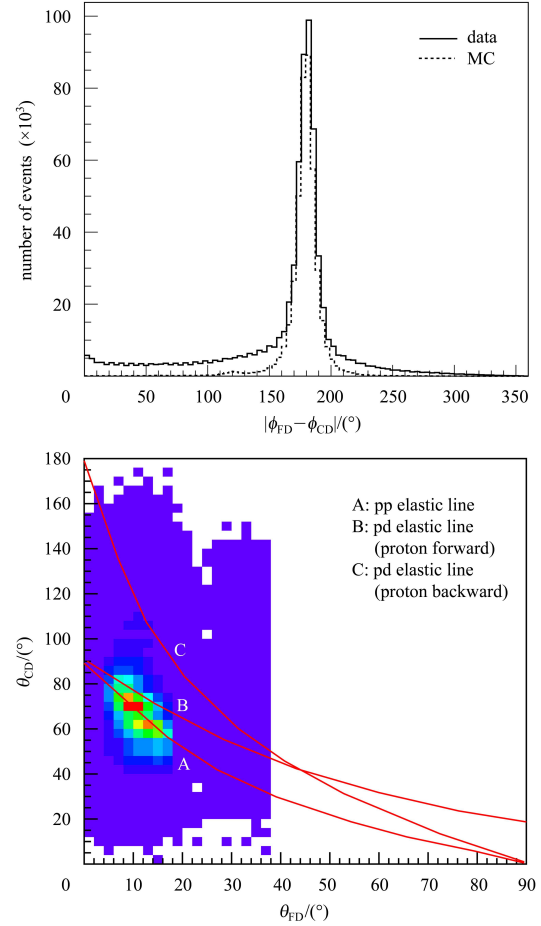 100
80
60
40
20
0
number of events (×10³)
data
MC
0 50 100 150 200 250 300 350
|ϕFD−ϕCD|/(°)
180
160
140
120
100
80
60
40
20
0
θCD/(°)
A: pp elastic line
B: pd elastic line
(proton forward)
C: pd elastic line
(proton backward)
C
B
A
0 10 20 30 40 50 60 70 80 90
θFD/(°)